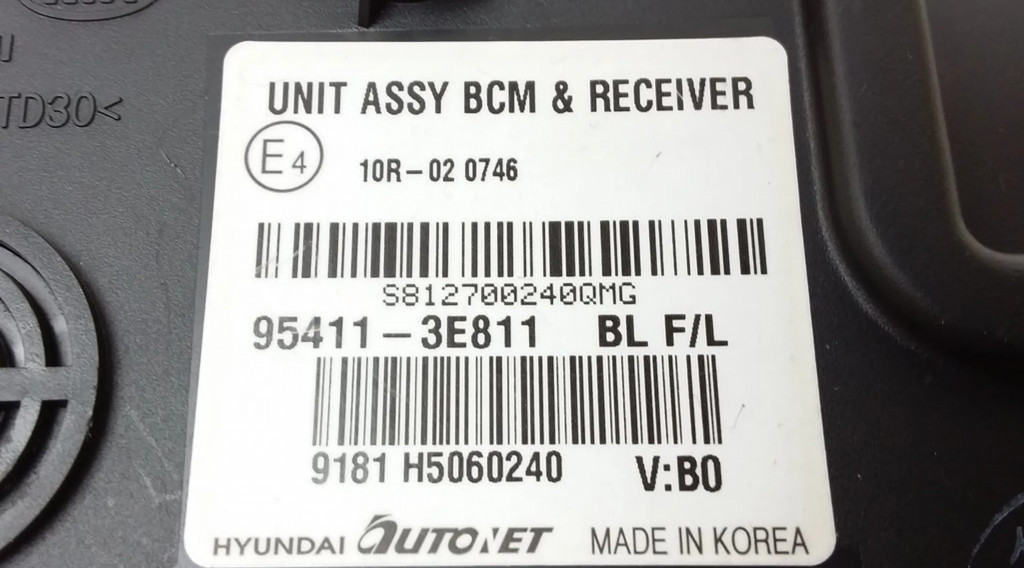 TD30<
UNIT ASSY BCM & RECEIVER
E4
10R-02 0746
S812700240QMG
95411-3E811 BL F/L
9181 H5060240 V:B0
HYUNDAI AUTONET MADE IN KOREA